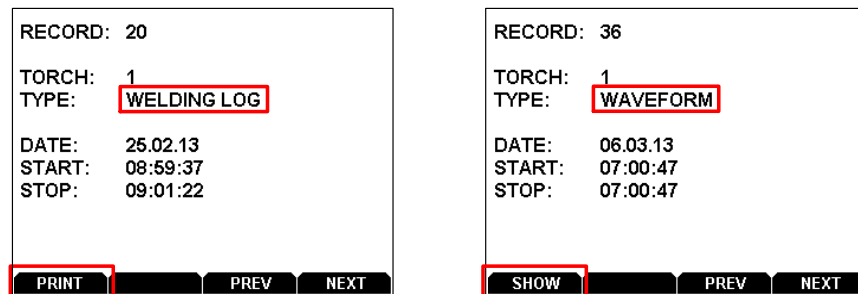 RECORD: 20
TORCH: 1
TYPE: WELDING LOG
DATE: 25.02.13
START: 08:59:37
STOP: 09:01:22
PRINT PREV NEXT
RECORD: 36
TORCH: 1
TYPE: WAVEFORM
DATE: 06.03.13
START: 07:00:47
STOP: 07:00:47
SHOW PREV NEXT